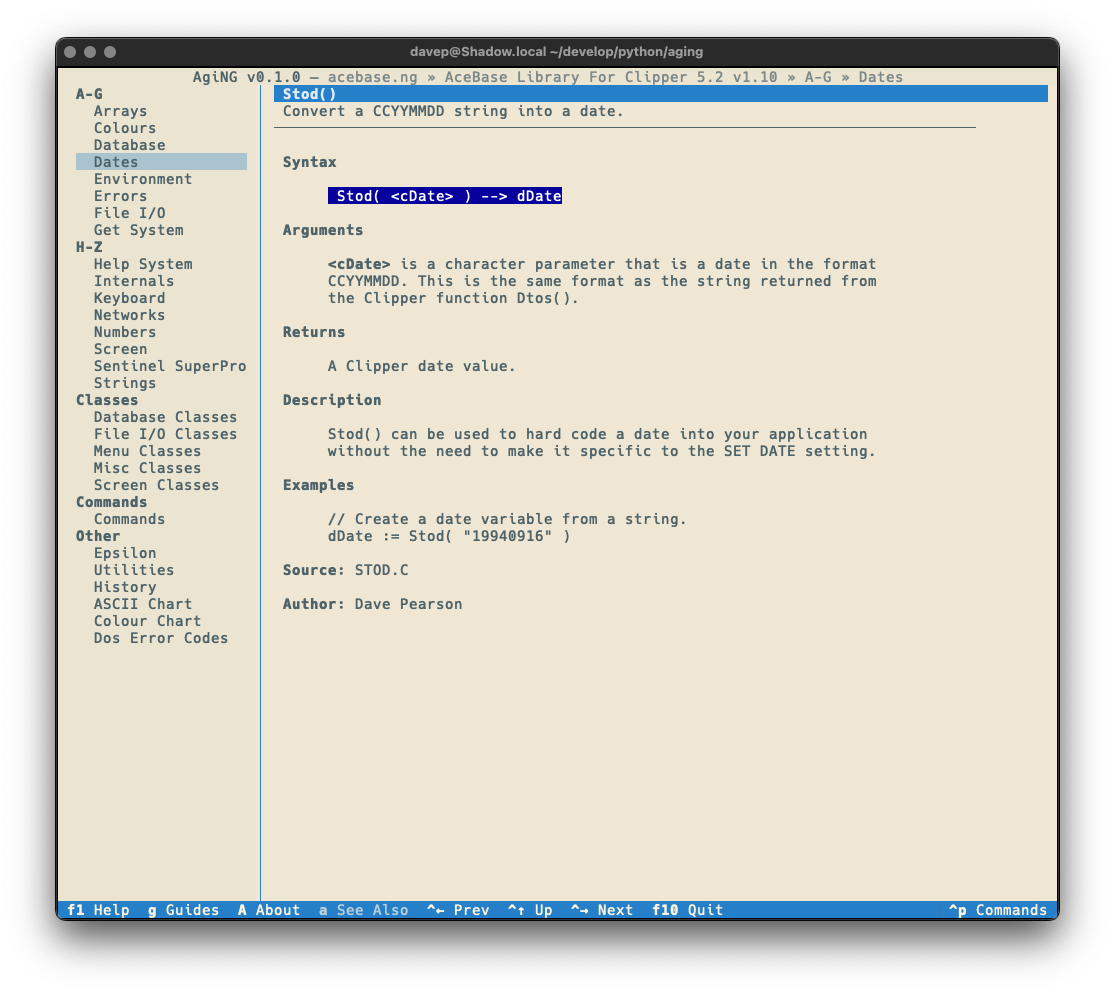 davep@Shadow.local ~/develop/python/aging
AgiNG v0.1.0 — acebase.ng » AceBase Library For Clipper 5.2 v1.10 » A-G » Dates
A-G
Arrays
Colours
Database
Dates
Environment
Errors
File I/O
Get System
H-Z
Help System
Internals
Keyboard
Networks
Numbers
Screen
Sentinel SuperPro
Strings
Classes
Database Classes
File I/O Classes
Menu Classes
Misc Classes
Screen Classes
Commands
Commands
Other
Epsilon
Utilities
History
ASCII Chart
Colour Chart
Dos Error Codes
Stod()
Convert a CCYYMMDD string into a date.
Syntax
Stod( <cDate> ) --> dDate
Arguments
<cDate> is a character parameter that is a date in the format
CCYYMMDD. This is the same format as the string returned from
the Clipper function Dtos().
Returns
A Clipper date value.
Description
Stod() can be used to hard code a date into your application
without the need to make it specific to the SET DATE setting.
Examples
// Create a date variable from a string.
dDate := Stod( "19940916" )
Source: STOD.C
Author: Dave Pearson
f1 Help g Guides A About a See Also ^← Prev ^↑ Up ^→ Next f10 Quit ^p Commands